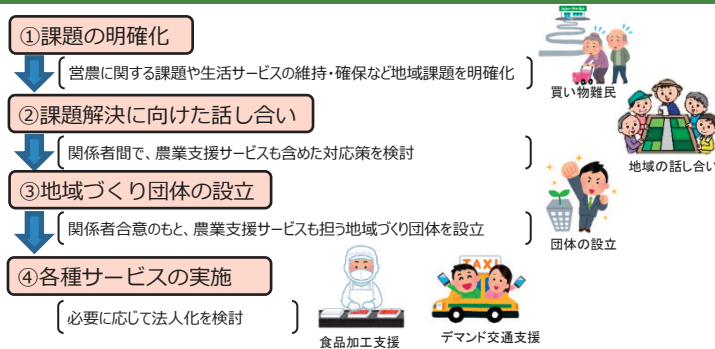 ①課題の明確化
営農に関する課題や生活サービスの維持・確保など地域課題を明確化
買い物難民
②課題解決に向けた話し合い
関係者間で、農業支援サービスも含めた対応策を検討
地域の話し合い
③地域づくり団体の設立
関係者合意のもと、農業支援サービスも担う地域づくり団体を設立
団体の設立
④各種サービスの実施
必要に応じて法人化を検討
食品加工支援
TAXI
デマンド交通支援